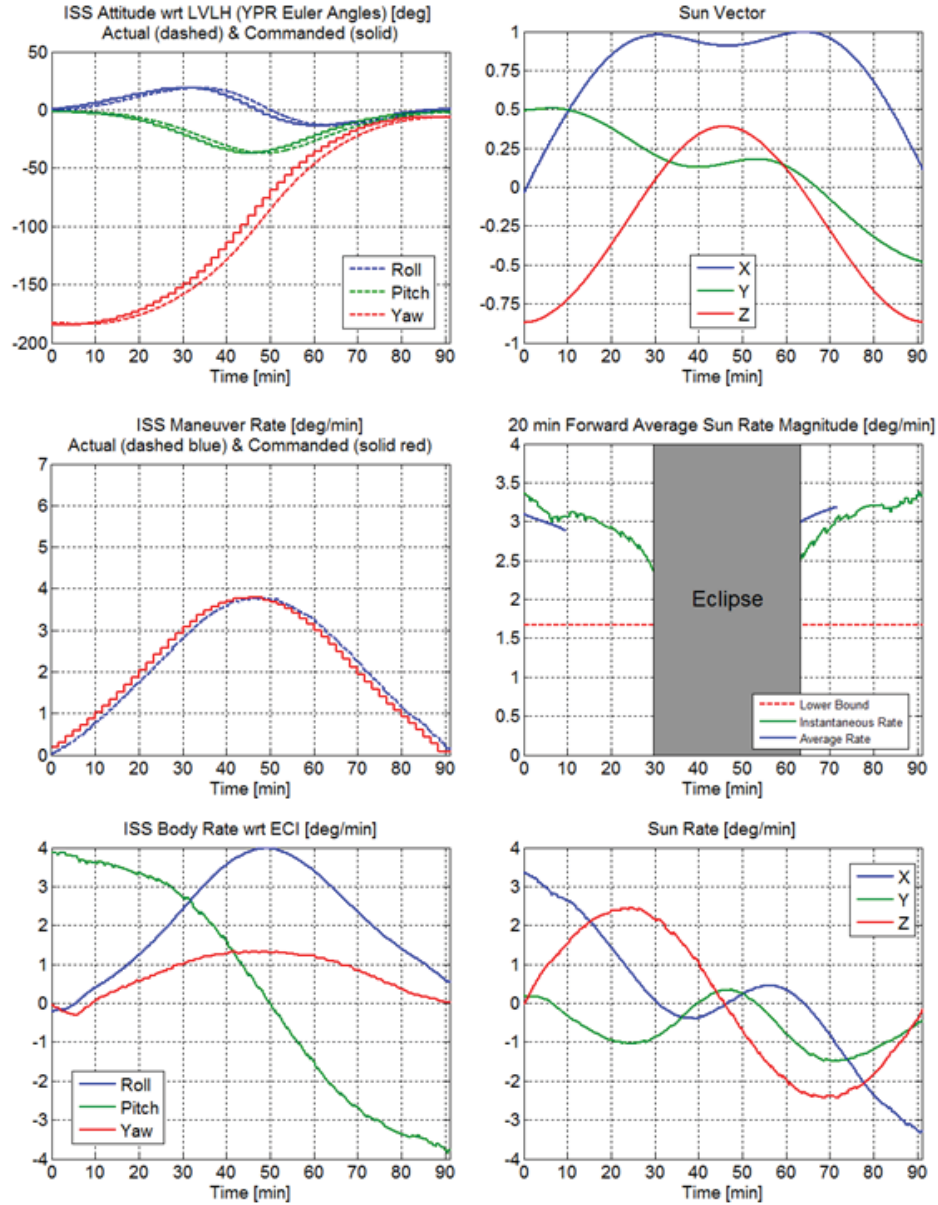 ISS Attitude wrt LVLH (YPR Euler Angles) [deg]
Actual (dashed) & Commanded (solid)
50
0
-50
-100
-150
-200
Roll
Pitch
Yaw
0 10 20 30 40 50 60 70 80 90
Time [min]
Sun Vector
1
0.75
0.5
0.25
0
-0.25
-0.5
-0.75
-1
X
Y
Z
0 10 20 30 40 50 60 70 80 90
Time [min]
ISS Maneuver Rate [deg/min]
Actual (dashed blue) & Commanded (solid red)
7
6
5
4
3
2
1
0
0 10 20 30 40 50 60 70 80 90
Time [min]
20 min Forward Average Sun Rate Magnitude [deg/min]
4
3.5
3
2.5
2
1.5
1
0.5
0
Eclipse
Lower Bound
Instantaneous Rate
Average Rate
0 10 20 30 40 50 60 70 80 90
Time [min]
ISS Body Rate wrt ECI [deg/min]
4
3
2
1
0
-1
-2
-3
-4
Roll
Pitch
Yaw
0 10 20 30 40 50 60 70 80 90
Time [min]
Sun Rate [deg/min]
4
3
2
1
0
-1
-2
-3
-4
X
Y
Z
0 10 20 30 40 50 60 70 80 90
Time [min]